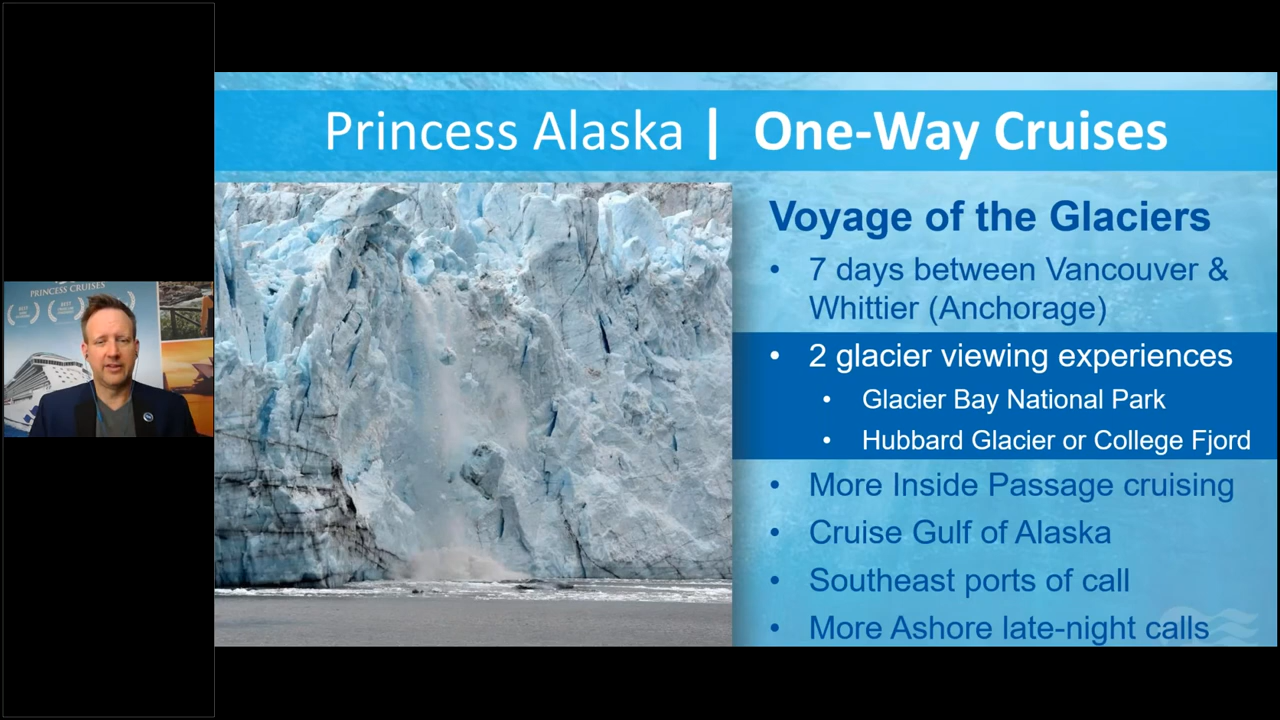 Princess Alaska | One-Way Cruises
Voyage of the Glaciers
• 7 days between Vancouver &
Whittier (Anchorage)
• 2 glacier viewing experiences
• Glacier Bay National Park
• Hubbard Glacier or College Fjord
• More Inside Passage cruising
• Cruise Gulf of Alaska
• Southeast ports of call
• More Ashore late-night calls
PRINCESS CRUISES
BEST
BEST